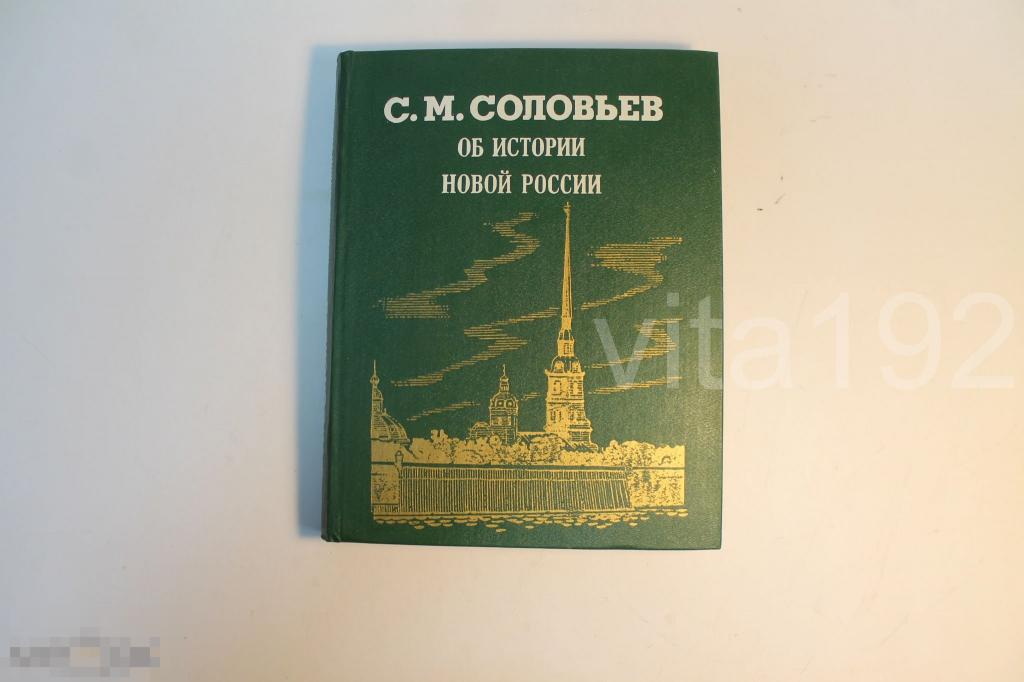 С. М. СОЛОВЬЕВ
ОБ ИСТОРИИ
НОВОЙ РОССИИ
vita192